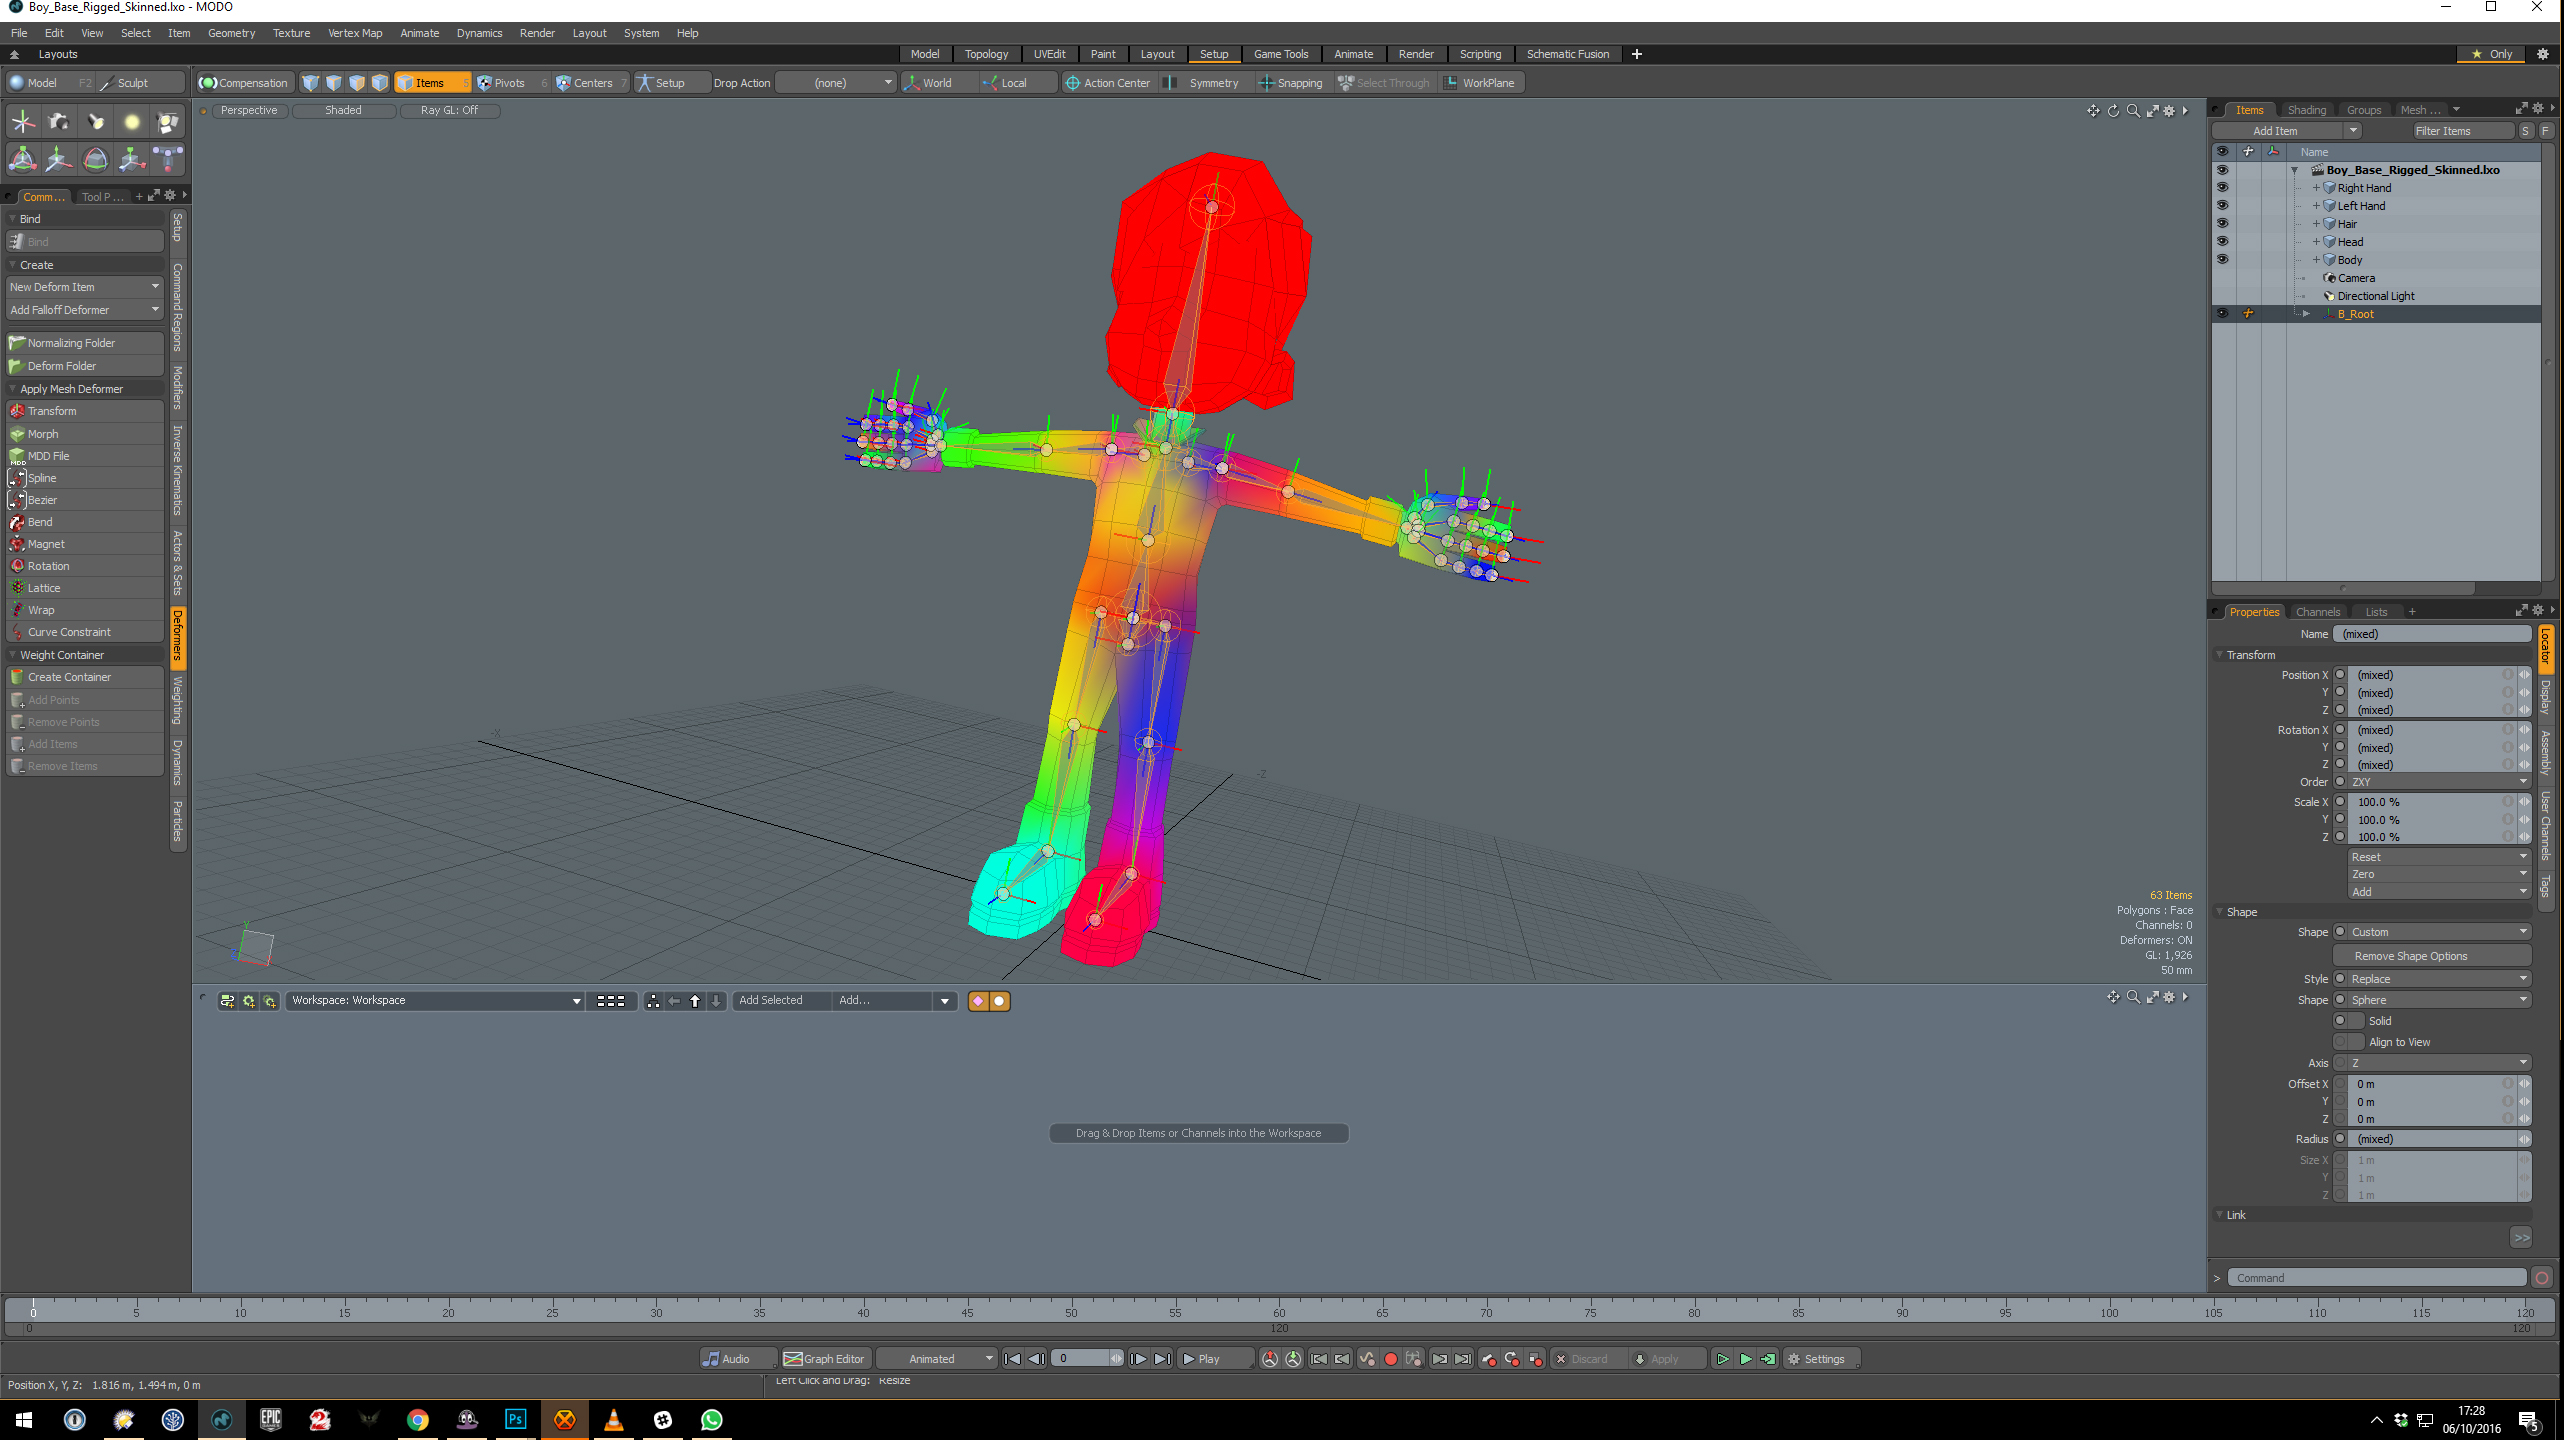 Boy_Base_Rigged_Skinned.lxo - MODO
File Edit View Select Item Geometry Texture Vertex Map Animate Dynamics Render Layout System Help
Layouts
Model Topology UVEdit Paint Layout Setup Game Tools Animate Render Scripting Schematic Fusion +
Only
Model F2 Sculpt
Compensation Items 5 Pivots 6 Centers 7 Setup Drop Action (none) World Local Action Center Symmetry Snapping Select Through WorkPlane
Perspective Shaded Ray GL: Off
Comm... Tool P... +
Bind
Bind
Create
New Deform Item
Add Falloff Deformer
Normalizing Folder
Deform Folder
Apply Mesh Deformer
Transform
Morph
MDD File
Spline
Bezier
Bend
Magnet
Rotation
Lattice
Wrap
Curve Constraint
Weight Container
Create Container
Add Points
Remove Points
Add Items
Remove Items
Setup
Command Regions
Modifiers
Inverse Kinematics
Actors & Sets
Deformers
Weighting
Dynamics
Particles
-X
-Z
Y
63 Items
Polygons : Face
Channels: 0
Deformers: ON
GL: 1,926
50 mm
Workspace: Workspace
Add Selected Add...
Drag & Drop Items or Channels into the Workspace
Items Shading Groups Mesh ...
Add Item Filter Items S F
Name
Boy_Base_Rigged_Skinned.lxo
Right Hand
Left Hand
Hair
Head
Body
Camera
Directional Light
B_Root
Properties Channels Lists +
Name (mixed)
Transform
Position X (mixed)
Y (mixed)
Z (mixed)
Rotation X (mixed)
Y (mixed)
Z (mixed)
Order ZXY
Scale X 100.0 %
Y 100.0 %
Z 100.0 %
Reset
Zero
Add
Shape
Shape Custom
Remove Shape Options
Style Replace
Shape Sphere
Solid
Align to View
Axis Z
Offset X 0 m
Y 0 m
Z 0 m
Radius (mixed)
Size X 1 m
Y 1 m
Z 1 m
Link
>>
Locator
Display
Assembly
User Channels
Tags
> Command
0 5 10 15 20 25 30 35 40 45 50 55 60 65 70 75 80 85 90 95 100 105 110 115 120
0 120 120
Audio Graph Editor Animated 0 Play Discard Apply Settings
Position X, Y, Z: 1.816 m, 1.494 m, 0 m
Left Click and Drag: Resize
EPIC GAMES
2
Ps
17:28
06/10/2016
5